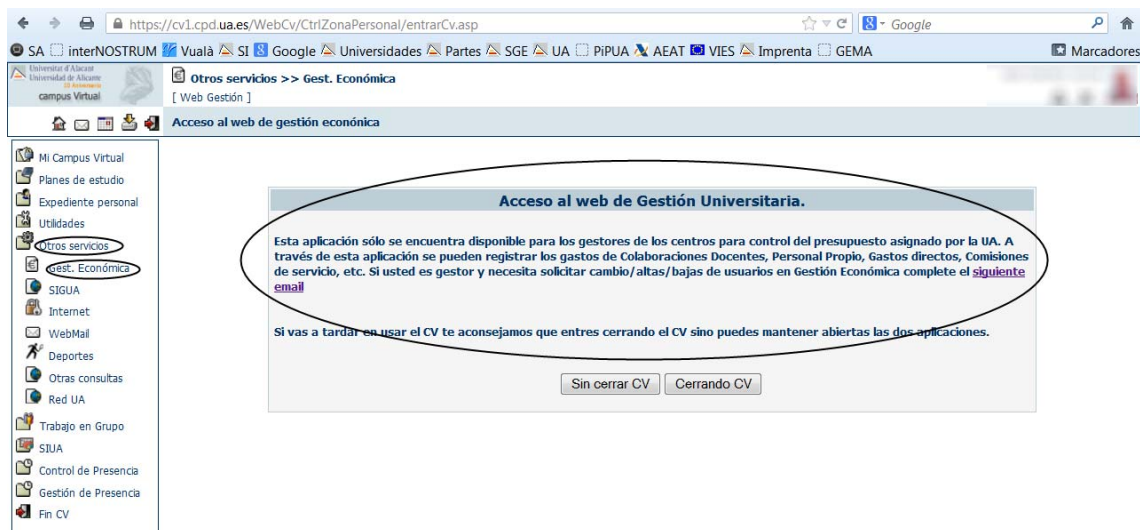 https://cv1.cpd.ua.es/WebCv/CtrlZonaPersonal/entrarCv.asp
Google
SA interNOSTRUM Vualà SI Google Universidades Partes SGE UA PiPUA AEAT VIES Imprenta GEMA Marcadores
Universitat d'Alacant
Universidad de Alicante
campus Virtual
Otros servicios >> Gest. Económica
[ Web Gestión ]
Acceso al web de gestión económica
Mi Campus Virtual
Planes de estudio
Expediente personal
Utilidades
Otros servicios
Gest. Económica
SIGUA
Internet
WebMail
Deportes
Otras consultas
Red UA
Trabajo en Grupo
SIUA
Control de Presencia
Gestión de Presencia
Fin CV
Acceso al web de Gestión Universitaria.
Esta aplicación sólo se encuentra disponible para los gestores de los centros para control del presupuesto asignado por la UA. A
través de esta aplicación se pueden registrar los gastos de Colaboraciones Docentes, Personal Propio, Gastos directos, Comisiones
de servicio, etc. Si usted es gestor y necesita solicitar cambio/altas/bajas de usuarios en Gestión Económica complete el siguiente
email
Si vas a tardar en usar el CV te aconsejamos que entres cerrando el CV sino puedes mantener abiertas las dos aplicaciones.
Sin cerrar CV
Cerrando CV